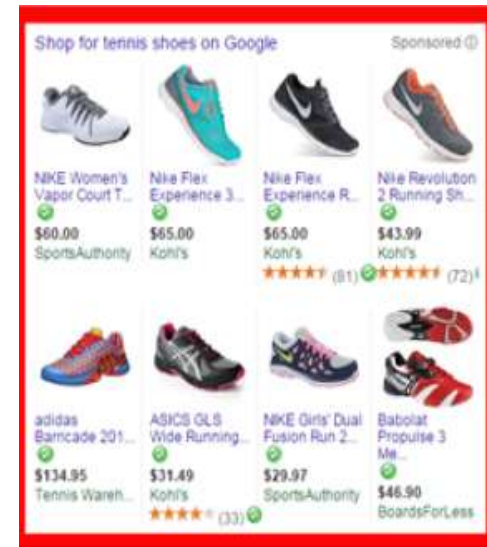 Shop for tennis shoes on Google Sponsored ⓘ
NIKE Women's Nike Flex Nike Flex Nike Revolution
Vapor Court T... Experience 3... Experience R... 2 Running Sh...
$60.00 $65.00 $65.00 $43.99
SportsAuthority Kohl's Kohl's Kohl's
(81) (72)
adidas ASICS GLS NIKE Girls' Dual Babolat
Barricade 201... Wide Running... Fusion Run 2... Propulse 3
Me...
$134.95 $31.49 $29.97
Tennis Wareh... Kohl's SportsAuthority $46.90
(33) BoardsForLess